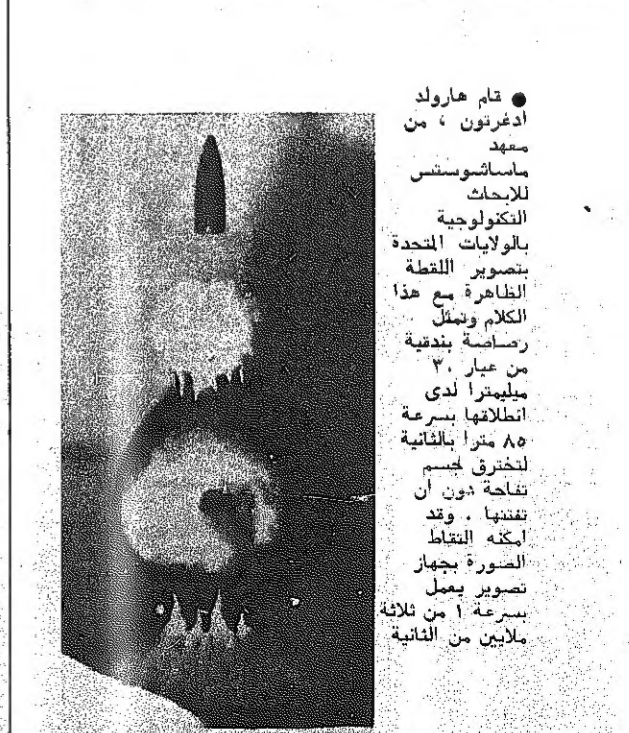 ● قام هارولد
أدغرتون ، من
معهد
ماساشوستس
للابحاث
التكنولوجية
بالولايات المتحدة
بتصوير اللقطة
الظاهرة مع هذا
الكلام وتمثل
رصاصة بندقية
من عيار ٣٠
ميليمترا لدى
انطلاقها بسرعة
٨٥ مترا بالثانية
لتخترق جسم
تفاحة دون أن
تفتتها . وقد
امكنه التقاط
الصورة بجهاز
تصوير يعمل
بسرعة ١ من ثلاثة
ملايين من الثانية